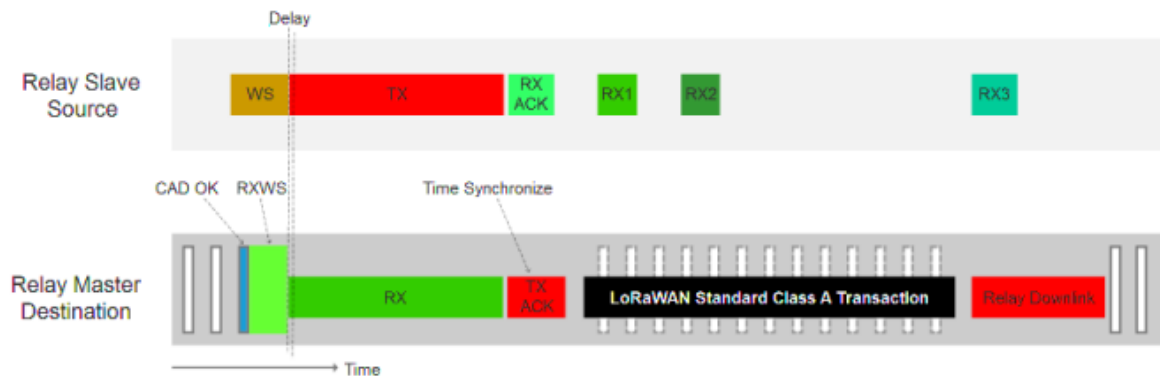 Delay
Relay Slave
Source
WS
TX
RX
ACK
RX1
RX2
RX3
CAD OK
RXWS
Time Synchronize
Relay Master
Destination
RX
TX
ACK
LoRaWAN Standard Class A Transaction
Relay Downlink
Time